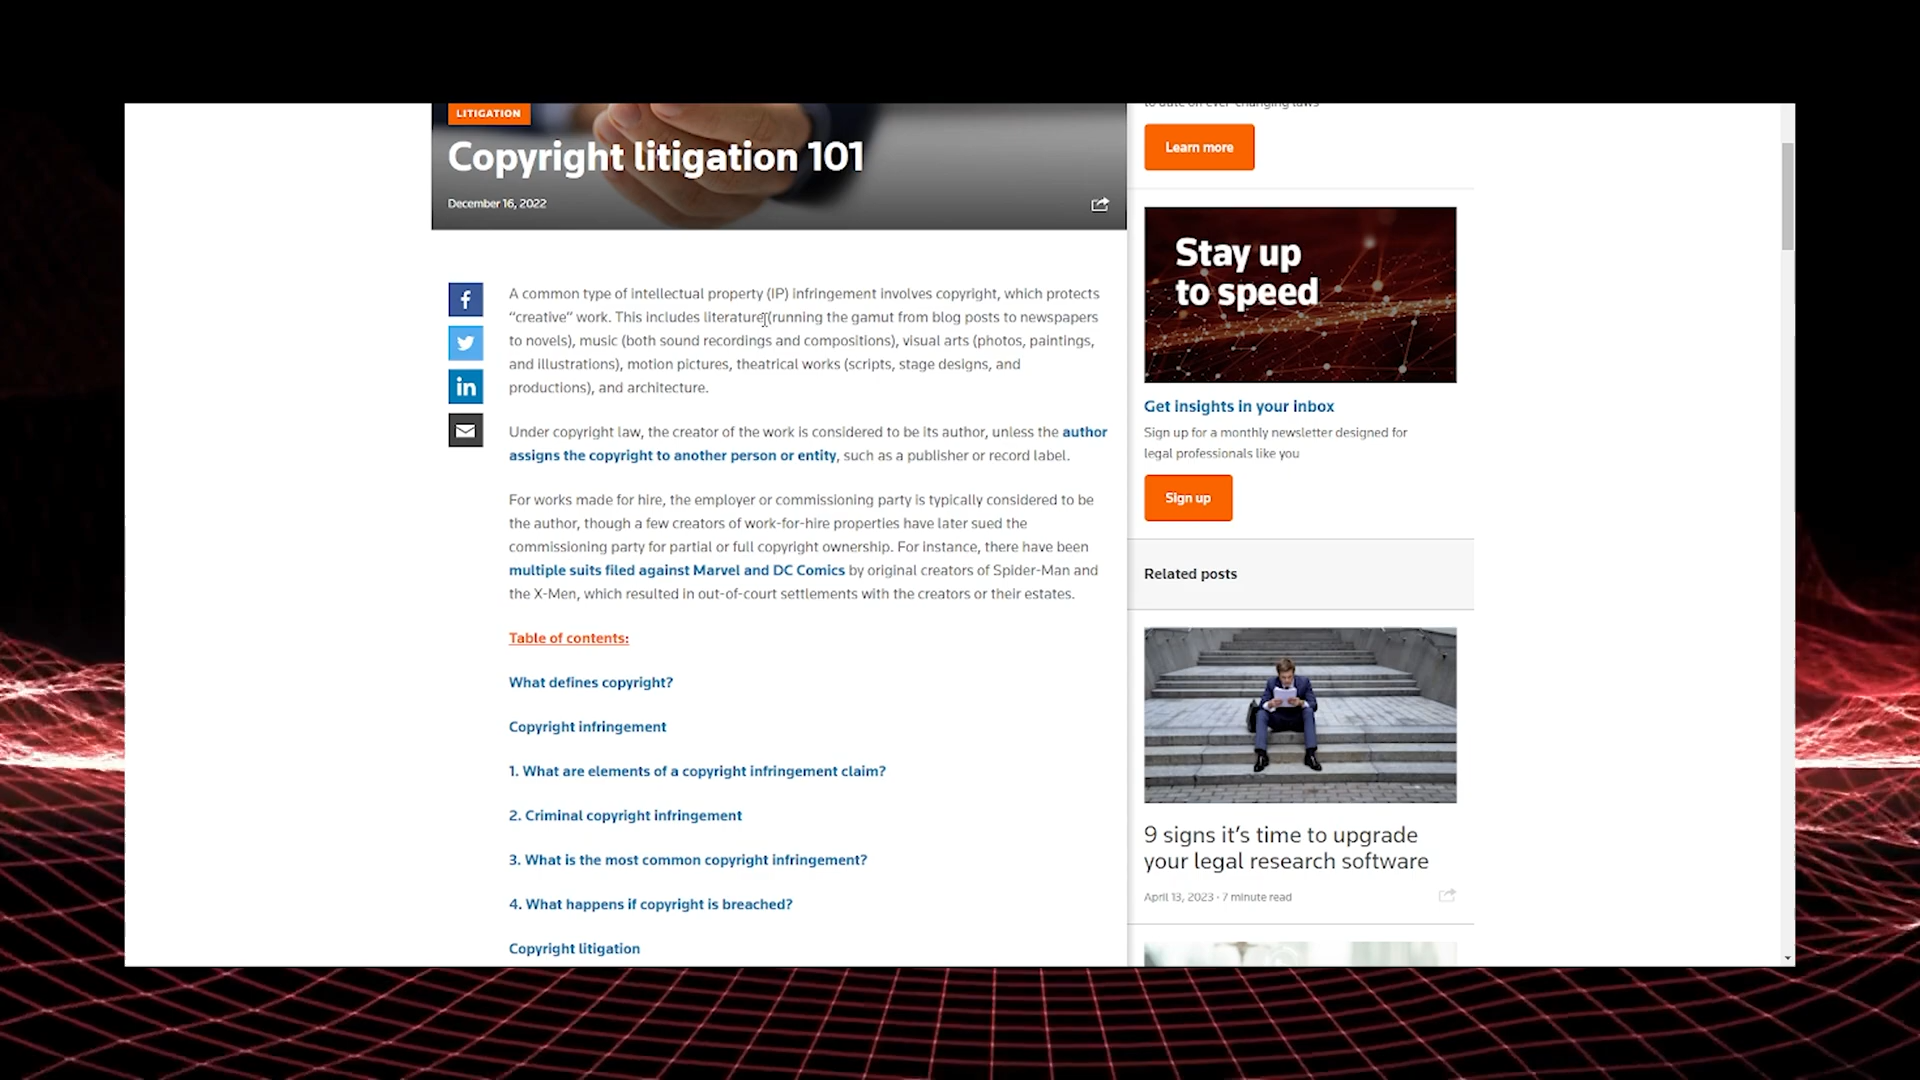 LITIGATION
Copyright litigation 101
December 16, 2022
A common type of intellectual property (IP) infringement involves copyright, which protects
“creative” work. This includes literature (running the gamut from blog posts to newspapers
to novels), music (both sound recordings and compositions), visual arts (photos, paintings,
and illustrations), motion pictures, theatrical works (scripts, stage designs, and
productions), and architecture.
Under copyright law, the creator of the work is considered to be its author, unless the author
assigns the copyright to another person or entity, such as a publisher or record label.
For works made for hire, the employer or commissioning party is typically considered to be
the author, though a few creators of work-for-hire properties have later sued the
commissioning party for partial or full copyright ownership. For instance, there have been
multiple suits filed against Marvel and DC Comics by original creators of Spider-Man and
the X-Men, which resulted in out-of-court settlements with the creators or their estates.
Table of contents:
What defines copyright?
Copyright infringement
1. What are elements of a copyright infringement claim?
2. Criminal copyright infringement
3. What is the most common copyright infringement?
4. What happens if copyright is breached?
Copyright litigation
to date on ever-changing laws
Learn more
Stay up
to speed
Get insights in your inbox
Sign up for a monthly newsletter designed for
legal professionals like you
Sign up
Related posts
9 signs it’s time to upgrade
your legal research software
April 13, 2023 · 7 minute read